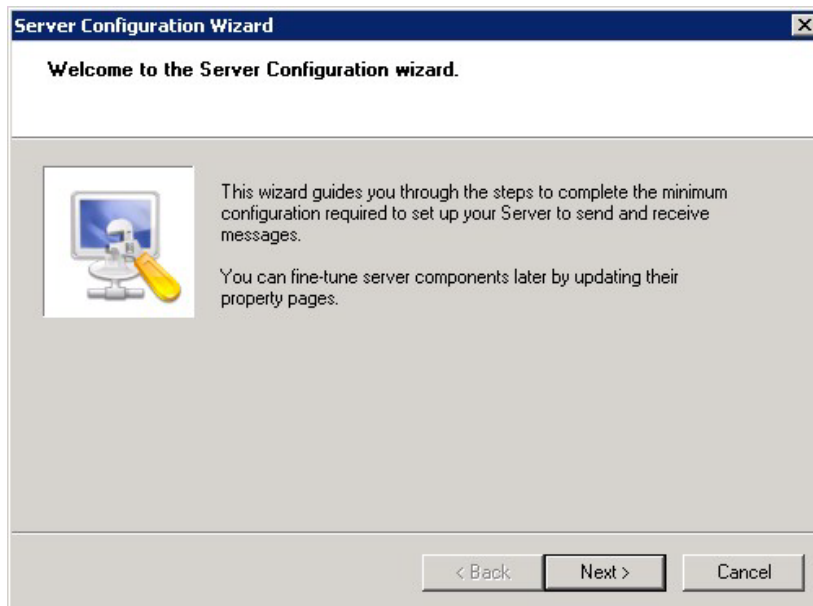 Server Configuration Wizard
Welcome to the Server Configuration wizard.
This wizard guides you through the steps to complete the minimum
configuration required to set up your Server to send and receive
messages.
You can fine-tune server components later by updating their
property pages.
< Back
Next >
Cancel